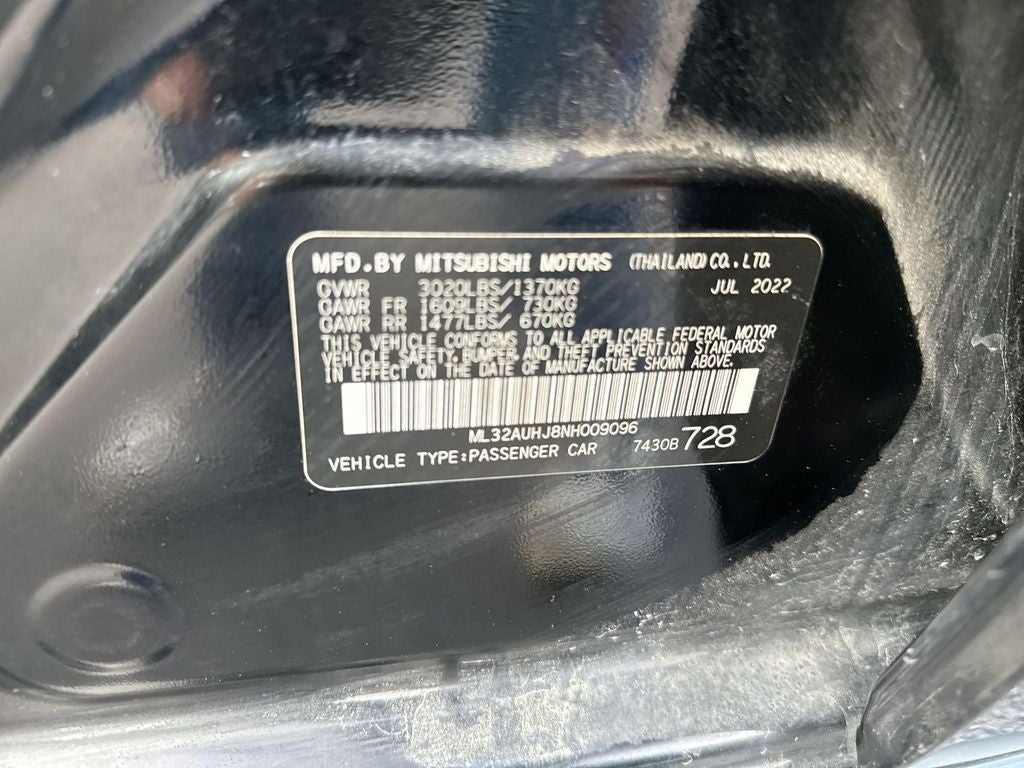 MFD.BY MITSUBISHI MOTORS (THAILAND) CO., LTD.
GVWR 3020LBS/1370KG JUL 2022
GAWR FR 1609LBS/ 730KG
GAWR RR 1477LBS/ 670KG
THIS VEHICLE CONFORMS TO ALL APPLICABLE FEDERAL MOTOR
VEHICLE SAFETY, BUMPER, AND THEFT PREVENTION STANDARDS
IN EFFECT ON THE DATE OF MANUFACTURE SHOWN ABOVE.
ML32AUHJ8NH009096
VEHICLE TYPE:PASSENGER CAR 7430B 728